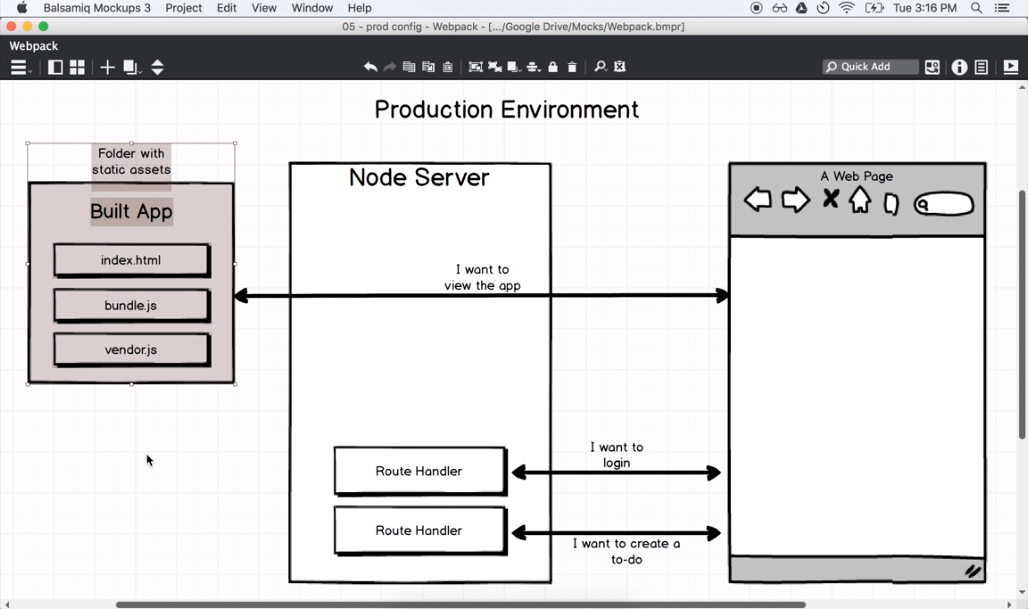 Balsamiq Mockups 3 Project Edit View Window Help Tue 3:16 PM
05 - prod config - Webpack - [.../Google Drive/Mocks/Webpack.bmpr]
Webpack
Quick Add
Production Environment
Folder with
static assets
Built App
index.html
bundle.js
vendor.js
Node Server
I want to
view the app
Route Handler
Route Handler
I want to
login
I want to create a
to-do
A Web Page